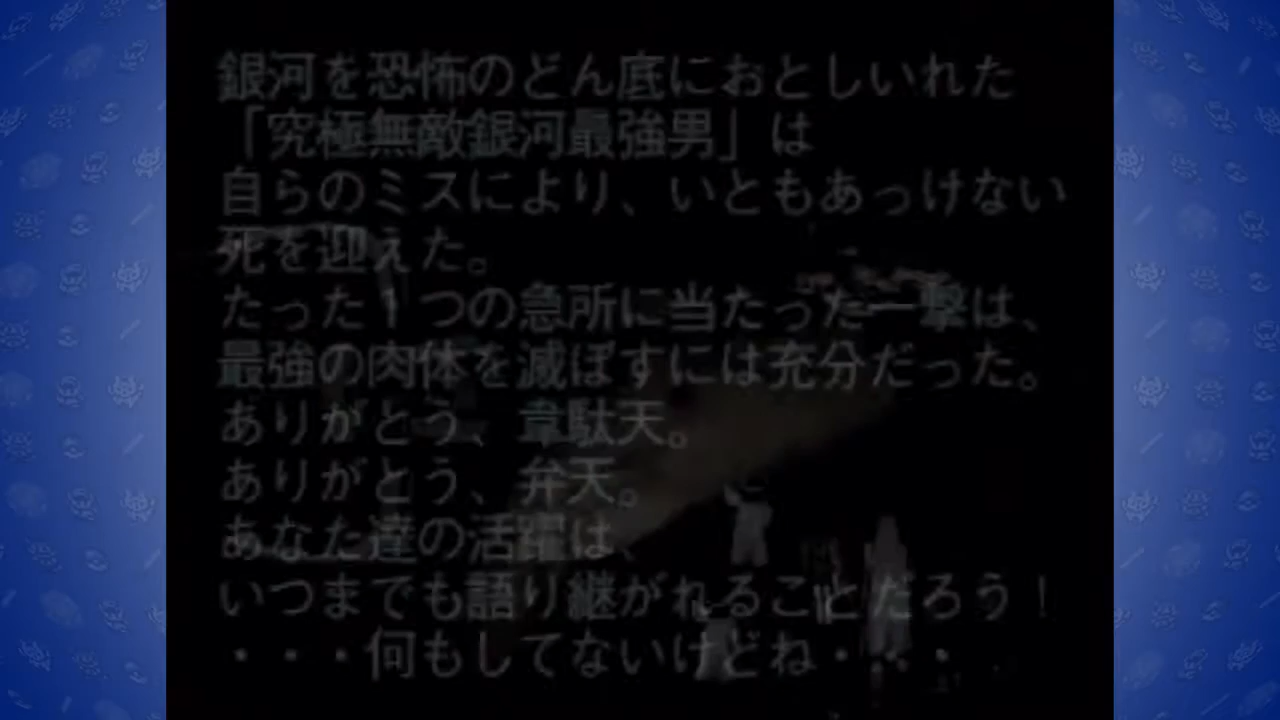 銀河を恐怖のどん底におとしいれた
「究極無敵銀河最強男」は
自らのミスにより、いともあっけない
死を迎えた。
たった１つの急所に当たった一撃は、
最強の肉体を滅ぼすには充分だった。
ありがとう、韋駄天。
ありがとう、弁天。
あなた達の活躍は、
いつまでも語り継がれることだろう！
・・・何もしてないけどね・・・